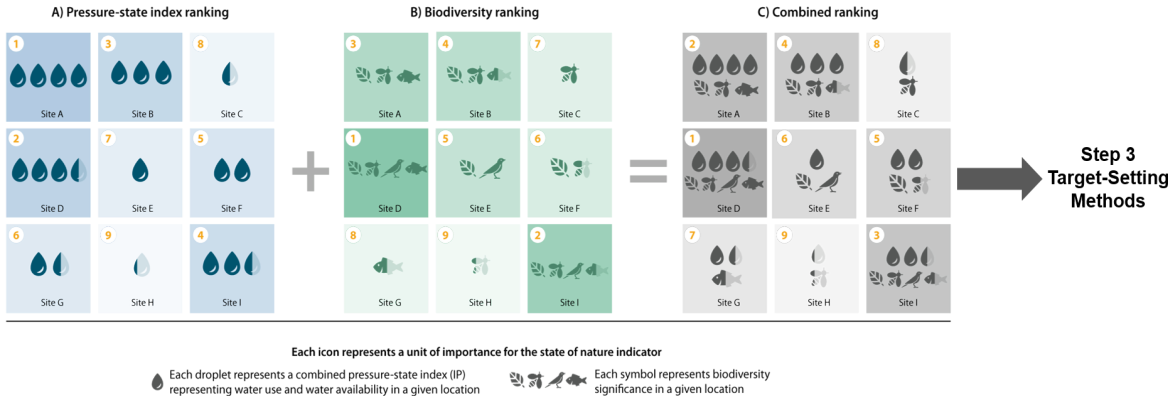 A) Pressure-state index ranking
B) Biodiversity ranking
C) Combined ranking
1
3
8
Site A
Site B
Site C
2
7
5
Site D
Site E
Site F
6
9
4
Site G
Site H
Site I
+
3
4
7
Site A
Site B
Site C
1
5
6
Site D
Site E
Site F
8
9
2
Site G
Site H
Site I
=
2
4
8
Site A
Site B
Site C
1
6
5
Site D
Site E
Site F
7
9
3
Site G
Site H
Site I
Step 3
Target-Setting
Methods
Each icon represents a unit of importance for the state of nature indicator
Each droplet represents a combined pressure-state index (IP)
representing water use and water availability in a given location
Each symbol represents biodiversity
significance in a given location